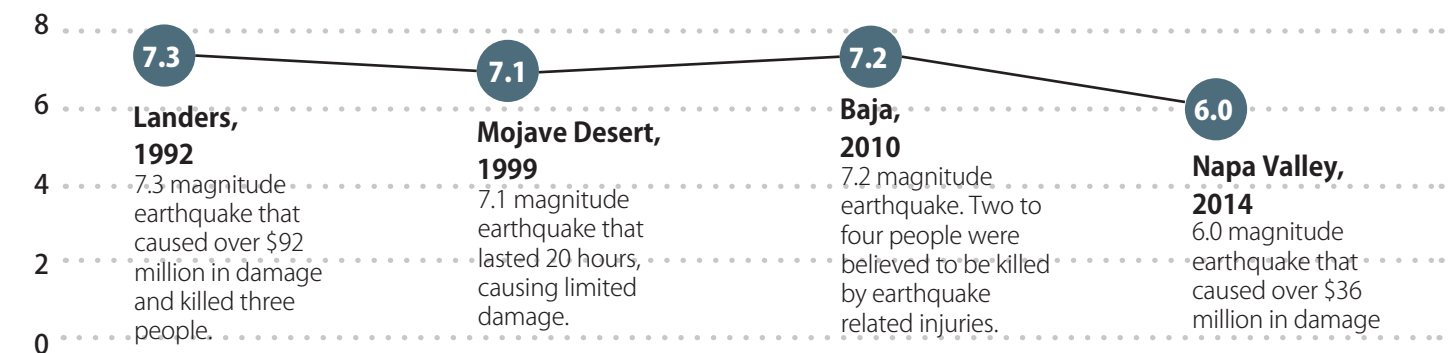 8
6
4
2
0
7.3
Landers,
1992
7.3 magnitude
earthquake that
caused over $92
million in damage
and killed three
people.
7.1
Mojave Desert,
1999
7.1 magnitude
earthquake that
lasted 20 hours,
causing limited
damage.
7.2
Baja,
2010
7.2 magnitude
earthquake. Two to
four people were
believed to be killed
by earthquake
related injuries.
6.0
Napa Valley,
2014
6.0 magnitude
earthquake that
caused over $36
million in damage